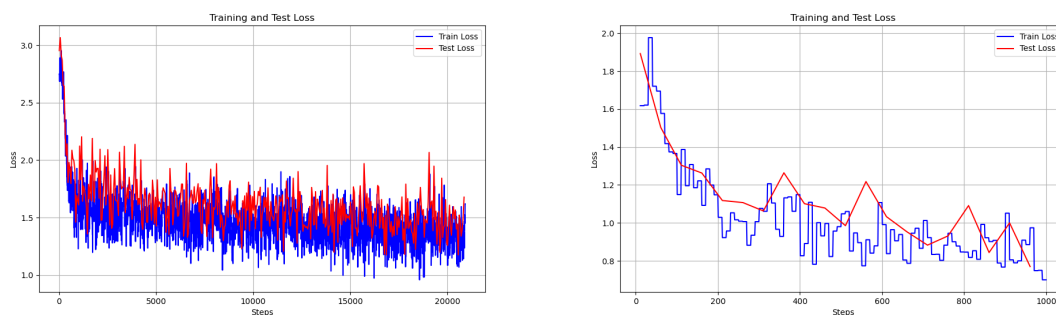 Training and Test Loss
Train Loss
Test Loss
3.0
2.5
2.0
1.5
1.0
Loss
0
5000
10000
15000
20000
Steps
Training and Test Loss
Train Loss
Test Loss
2.0
1.8
1.6
1.4
1.2
1.0
0.8
Loss
0
200
400
600
800
1000
Steps